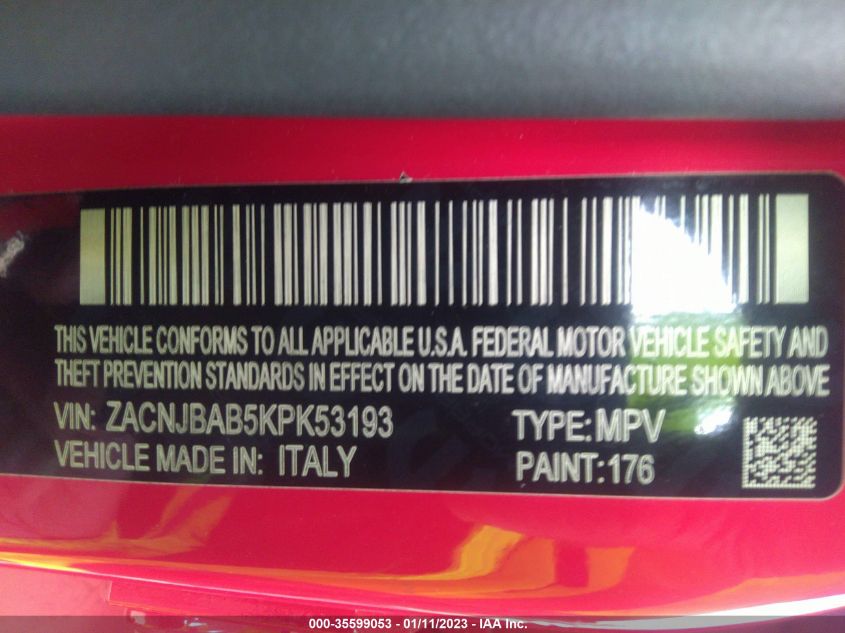 THIS VEHICLE CONFORMS TO ALL APPLICABLE U.S.A. FEDERAL MOTOR VEHICLE SAFETY AND
THEFT PREVENTION STANDARDS IN EFFECT ON THE DATE OF MANUFACTURE SHOWN ABOVE
VIN: ZACNJBAB5KPK53193 TYPE: MPV
VEHICLE MADE IN: ITALY PAINT: 176
000-35599053 - 01/11/2023 - IAA Inc.